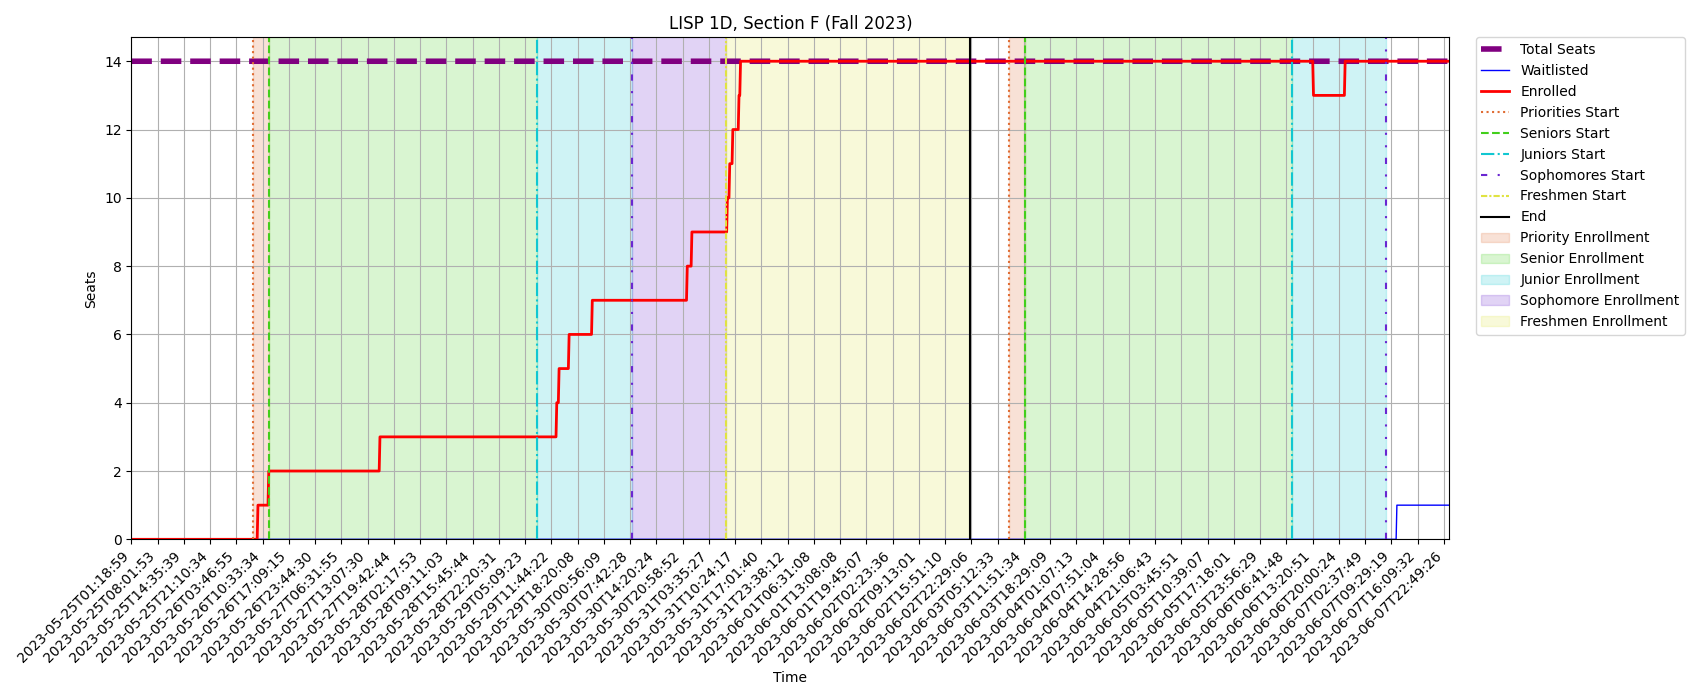 LISP 1D, Section F (Fall 2023)
Seats
14
12
10
8
6
4
2
0
2023-05-25T01:18:59
2023-05-25T08:01:53
2023-05-25T14:35:39
2023-05-25T21:10:34
2023-05-26T03:46:55
2023-05-26T10:33:34
2023-05-26T17:09:15
2023-05-26T23:44:30
2023-05-27T06:31:55
2023-05-27T13:07:30
2023-05-27T19:42:44
2023-05-28T02:17:53
2023-05-28T09:11:03
2023-05-28T15:45:44
2023-05-28T22:20:31
2023-05-29T05:09:23
2023-05-29T11:44:22
2023-05-29T18:20:08
2023-05-30T00:56:09
2023-05-30T07:42:28
2023-05-30T14:20:24
2023-05-30T20:58:52
2023-05-31T03:35:27
2023-05-31T10:24:17
2023-05-31T17:01:40
2023-05-31T23:38:12
2023-06-01T06:31:08
2023-06-01T13:08:08
2023-06-01T19:45:07
2023-06-02T02:23:36
2023-06-02T09:13:01
2023-06-02T15:51:10
2023-06-02T22:29:06
2023-06-03T05:12:33
2023-06-03T11:51:34
2023-06-03T18:29:09
2023-06-04T01:07:13
2023-06-04T07:51:04
2023-06-04T14:28:56
2023-06-04T21:06:43
2023-06-05T03:45:51
2023-06-05T10:39:07
2023-06-05T17:18:01
2023-06-05T23:56:29
2023-06-06T06:41:48
2023-06-06T13:20:51
2023-06-06T20:00:24
2023-06-07T02:37:49
2023-06-07T09:29:19
2023-06-07T16:09:32
2023-06-07T22:49:26
Time
Total Seats
Waitlisted
Enrolled
Priorities Start
Seniors Start
Juniors Start
Sophomores Start
Freshmen Start
End
Priority Enrollment
Senior Enrollment
Junior Enrollment
Sophomore Enrollment
Freshmen Enrollment